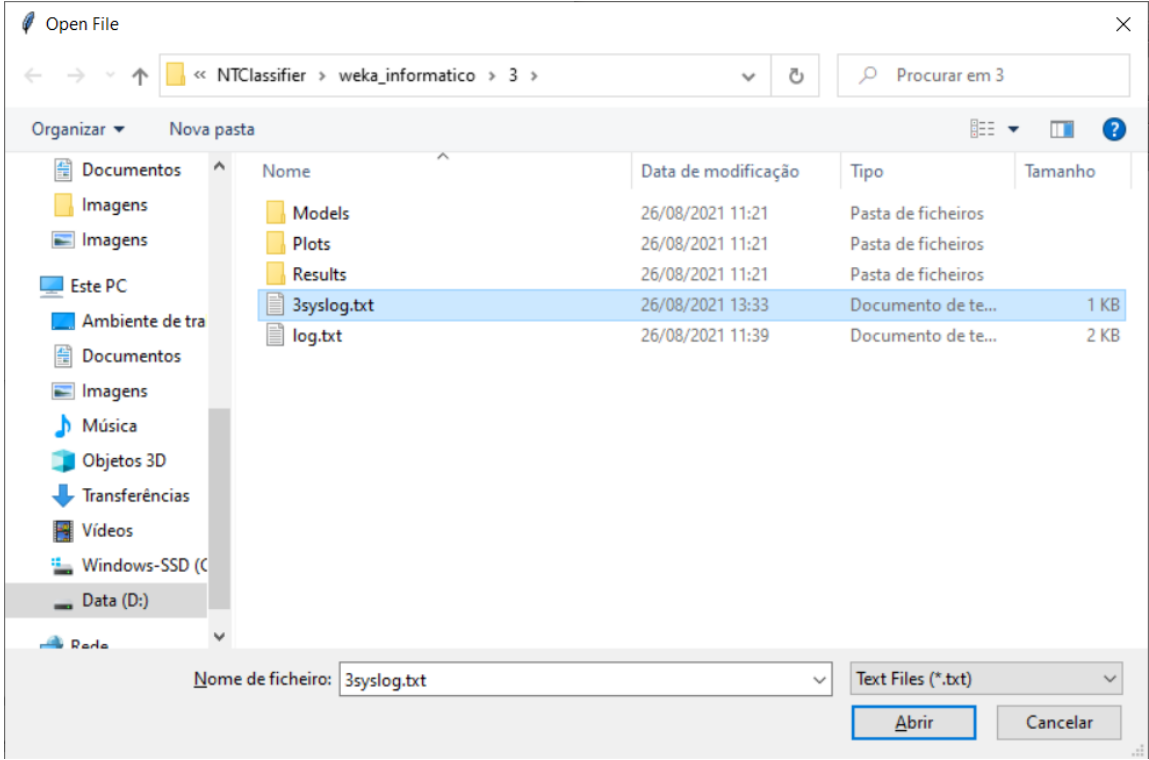 Open File
« NTClassifier › weka_informatico › 3 ›
Procurar em 3
Organizar
Nova pasta
Documentos
Imagens
Imagens
Este PC
Ambiente de tra
Documentos
Imagens
Música
Objetos 3D
Transferências
Vídeos
Windows-SSD (C
Data (D:)
Rede
Nome Data de modificação Tipo Tamanho
Models 26/08/2021 11:21 Pasta de ficheiros
Plots 26/08/2021 11:21 Pasta de ficheiros
Results 26/08/2021 11:21 Pasta de ficheiros
3syslog.txt 26/08/2021 13:33 Documento de te... 1 KB
log.txt 26/08/2021 11:39 Documento de te... 2 KB
Nome de ficheiro: 3syslog.txt
Text Files (*.txt)
Abrir
Cancelar